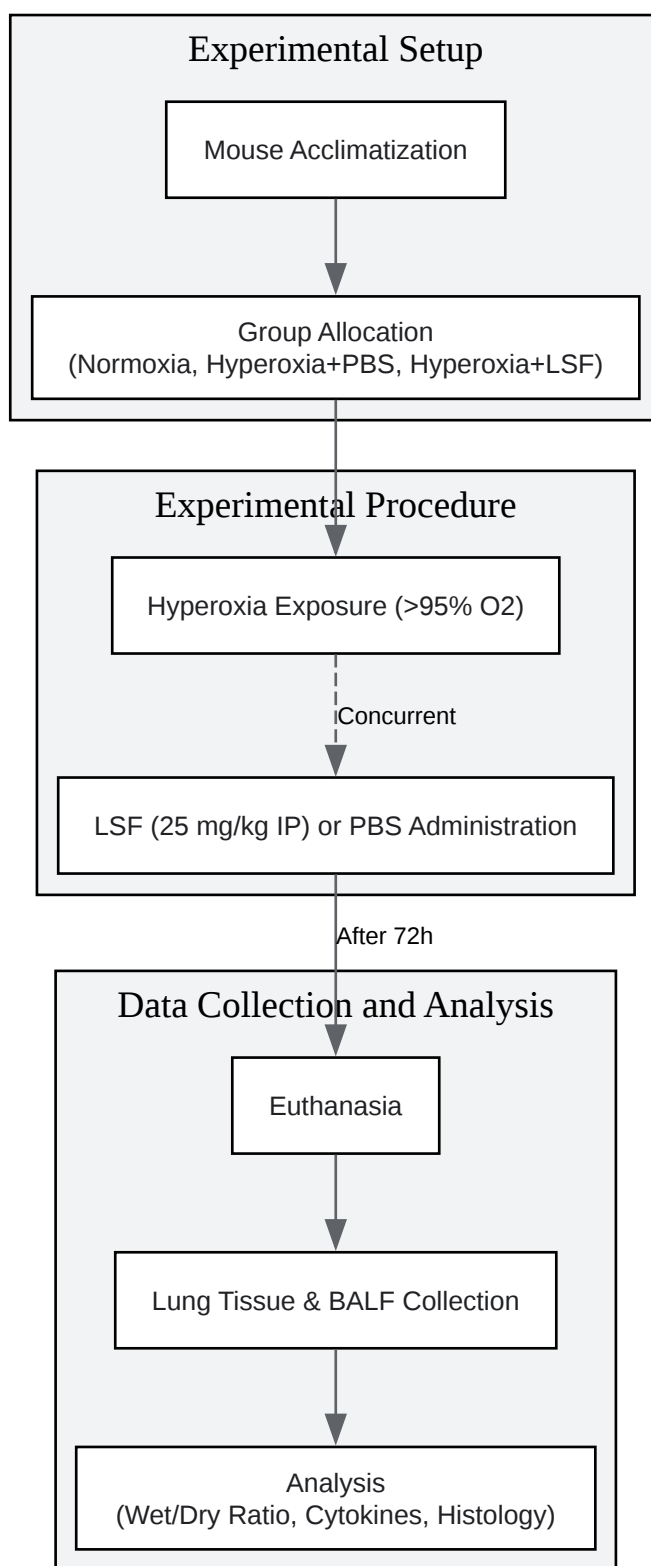 Experimental Setup
Mouse Acclimatization
Group Allocation
(Normoxia, Hyperoxia+PBS, Hyperoxia+LSF)
Experimental Procedure
Hyperoxia Exposure (>95% O2)
Concurrent
LSF (25 mg/kg IP) or PBS Administration
After 72h
Data Collection and Analysis
Euthanasia
Lung Tissue & BALF Collection
Analysis
(Wet/Dry Ratio, Cytokines, Histology)